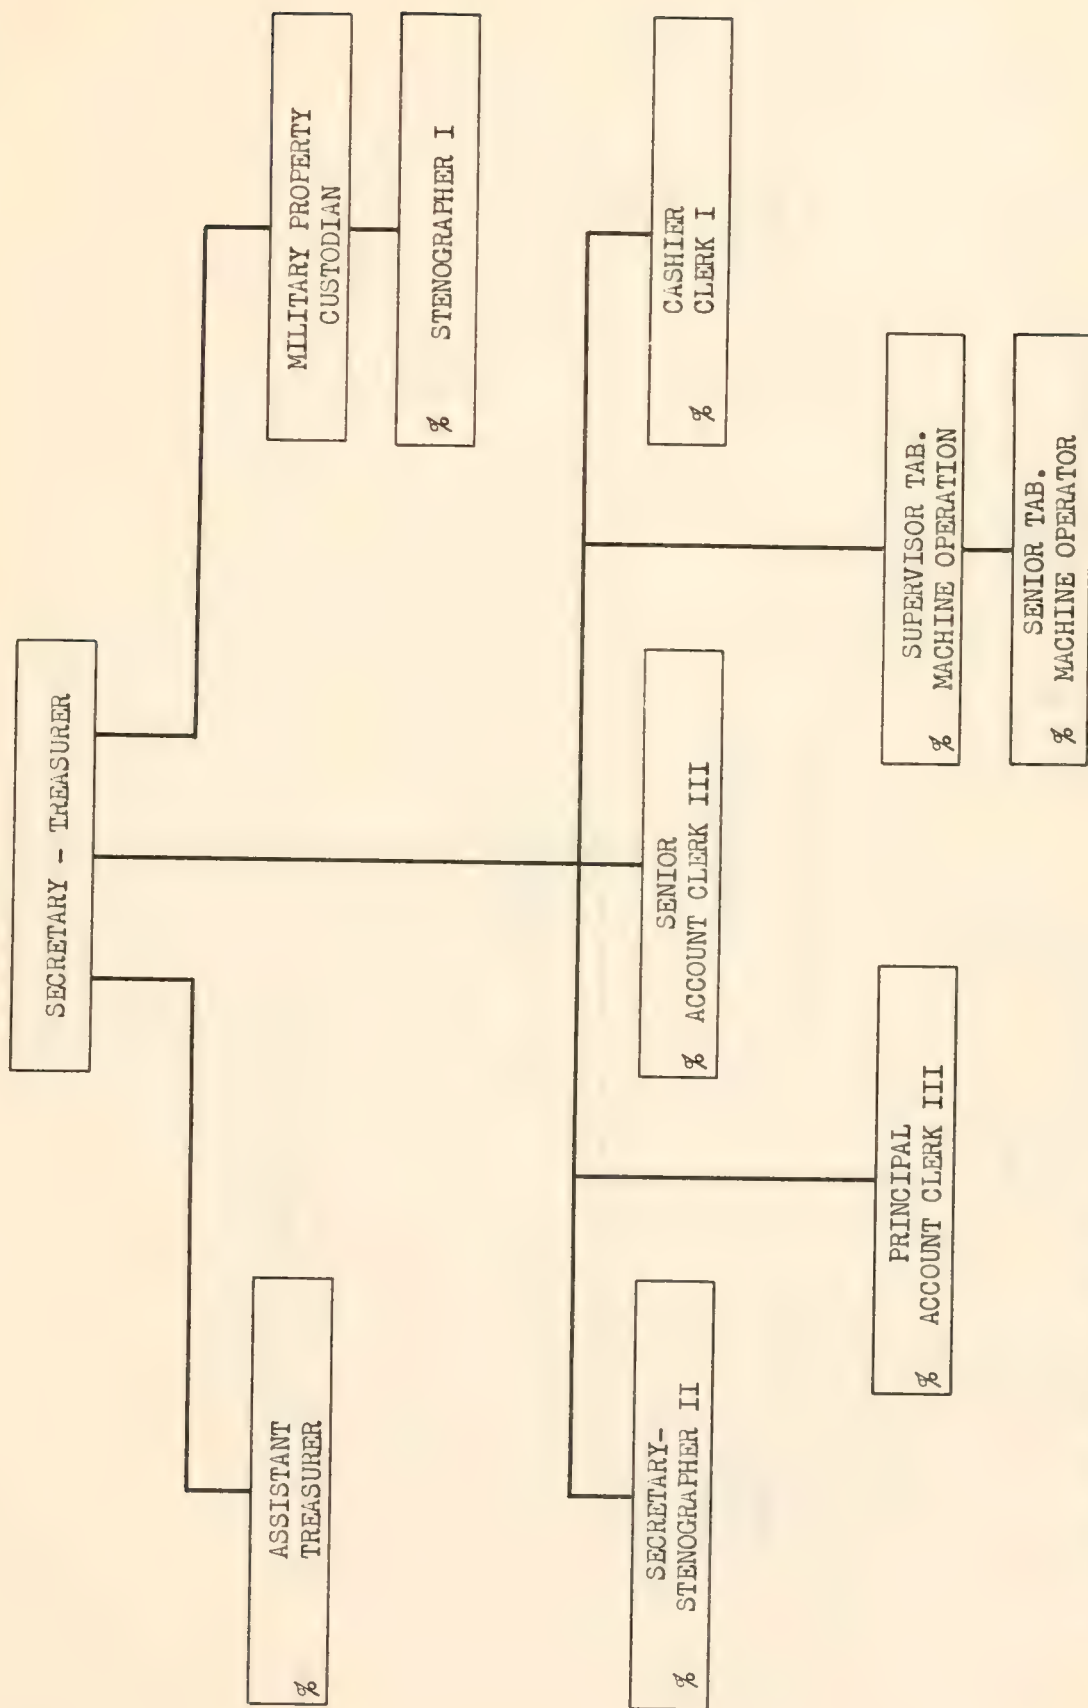 SECRETARY - TREASURER
ASSISTANT
TREASURER
%
MILITARY PROPERTY
CUSTODIAN
% STENOGRAPHER I
SECRETARY-
STENOGRAPHER II
%
SENIOR
% ACCOUNT CLERK III
CASHIER
CLERK I
%
PRINCIPAL
% ACCOUNT CLERK III
SUPERVISOR TAB.
% MACHINE OPERATION
SENIOR TAB.
% MACHINE OPERATOR